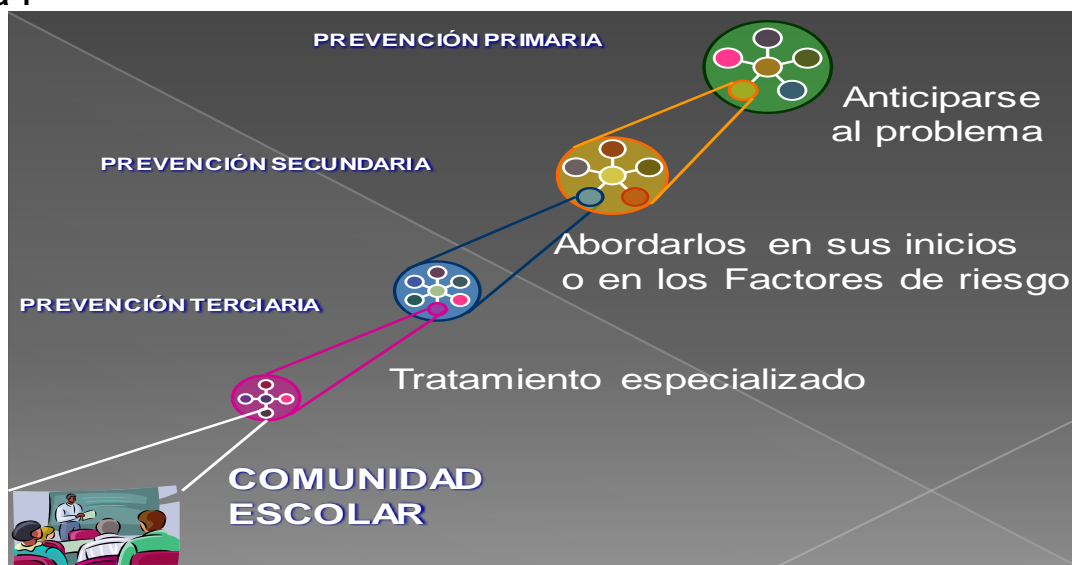 PREVENCIÓN PRIMARIA
Anticiparse
al problema
PREVENCIÓN SECUNDARIA
Abordarlos en sus inicios
o en los Factores de riesgo
PREVENCIÓN TERCIARIA
Tratamiento especializado
COMUNIDAD
ESCOLAR